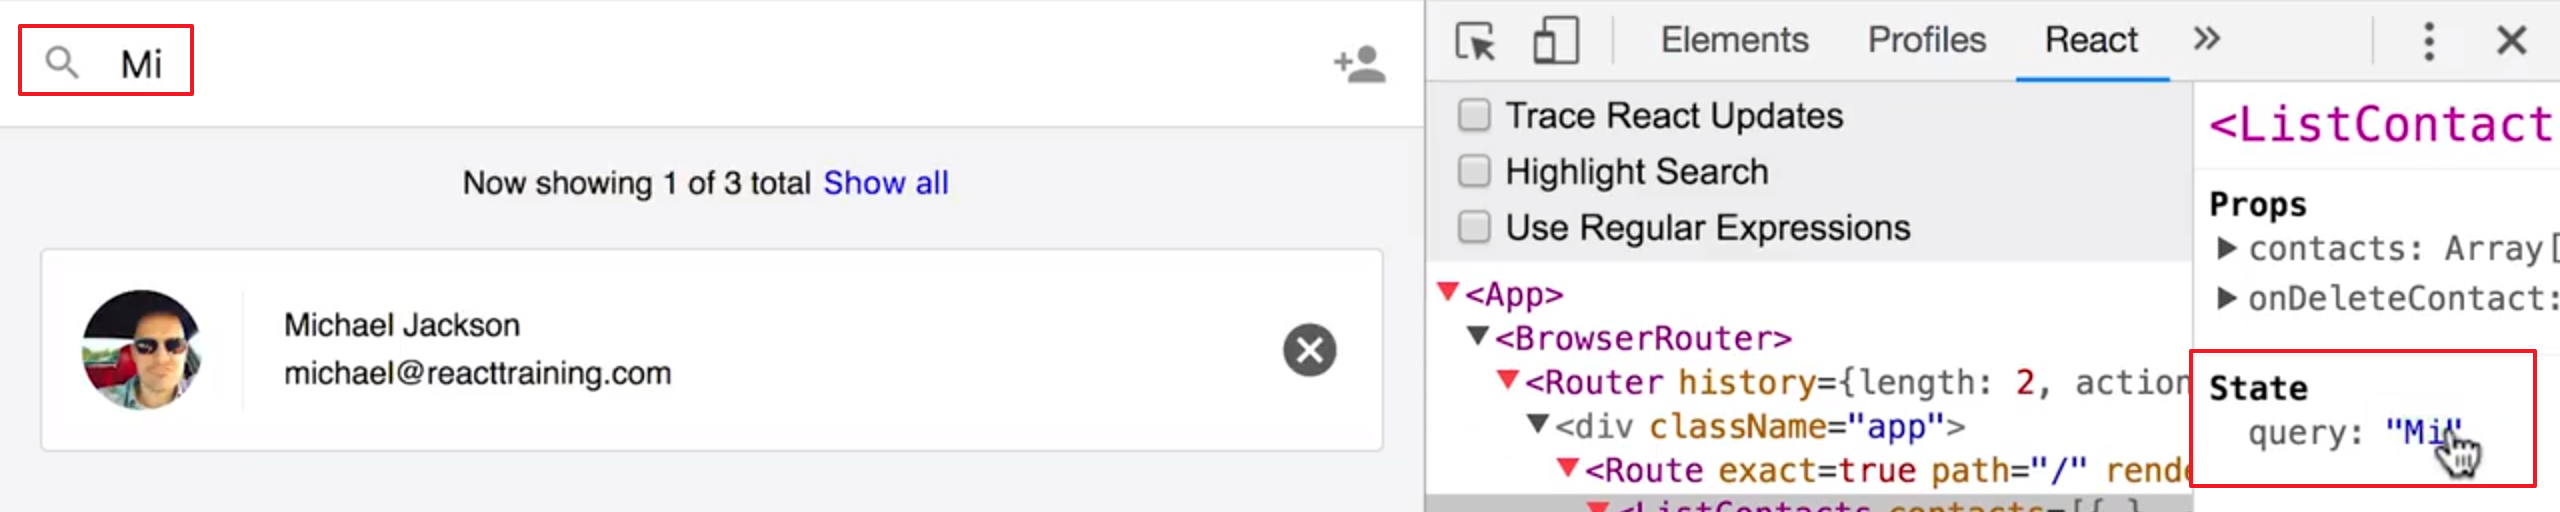 Mi
Now showing 1 of 3 total Show all
Michael Jackson
michael@reacttraining.com
Elements Profiles React »
Trace React Updates
Highlight Search
Use Regular Expressions
<App>
<BrowserRouter>
<Router history={length: 2, action
<div className="app">
<Route exact=true path="/" rende
<ListContacts contacts=[{…}
<ListContact
Props
contacts: Array[
onDeleteContact:
State
query: "Mi"